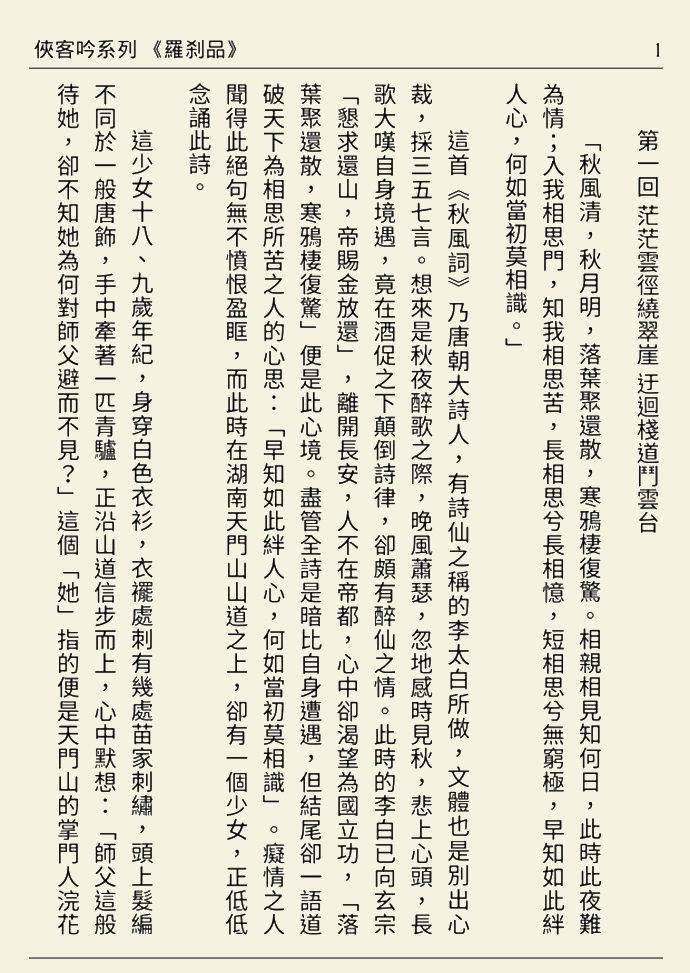 俠客吟系列 《羅剎品》
1
第一回 茫茫雲徑繞翠崖 迂迴棧道鬥雲台
「秋風清，秋月明，落葉聚還散，寒鴉棲復驚。相親相見知何日，此時此夜難
為情；入我相思門，知我相思苦，長相思兮長相憶，短相思兮無窮極，早知如此絆
人心，何如當初莫相識。」
這首《秋風詞》乃唐朝大詩人，有詩仙之稱的李太白所做，文體也是別出心
裁，採三五七言。想來是秋夜醉歌之際，晚風蕭瑟，忽地感時見秋，悲上心頭，長
歌大嘆自身境遇，竟在酒促之下顛倒詩律，卻頗有醉仙之情。此時的李白已向玄宗
「懇求還山，帝賜金放還」，離開長安，人不在帝都，心中卻渴望為國立功，「落
葉聚還散，寒鴉棲復驚」便是此心境。盡管全詩是暗比自身遭遇，但結尾卻一語道
破天下為相思所苦之人的心思：「早知如此絆人心，何如當初莫相識」。癡情之人
聞得此絕句無不憤恨盈眶，而此時在湖南天門山山道之上，卻有一個少女，正低低
念誦此詩。
這少女十八、九歲年紀，身穿白色衣衫，衣襬處刺有幾處苗家刺繡，頭上髮編
不同於一般唐飾，手中牽著一匹青驢，正沿山道信步而上，心中默想：「師父這般
待她，卻不知她為何對師父避而不見？」這個「她」指的便是天門山的掌門人浣花